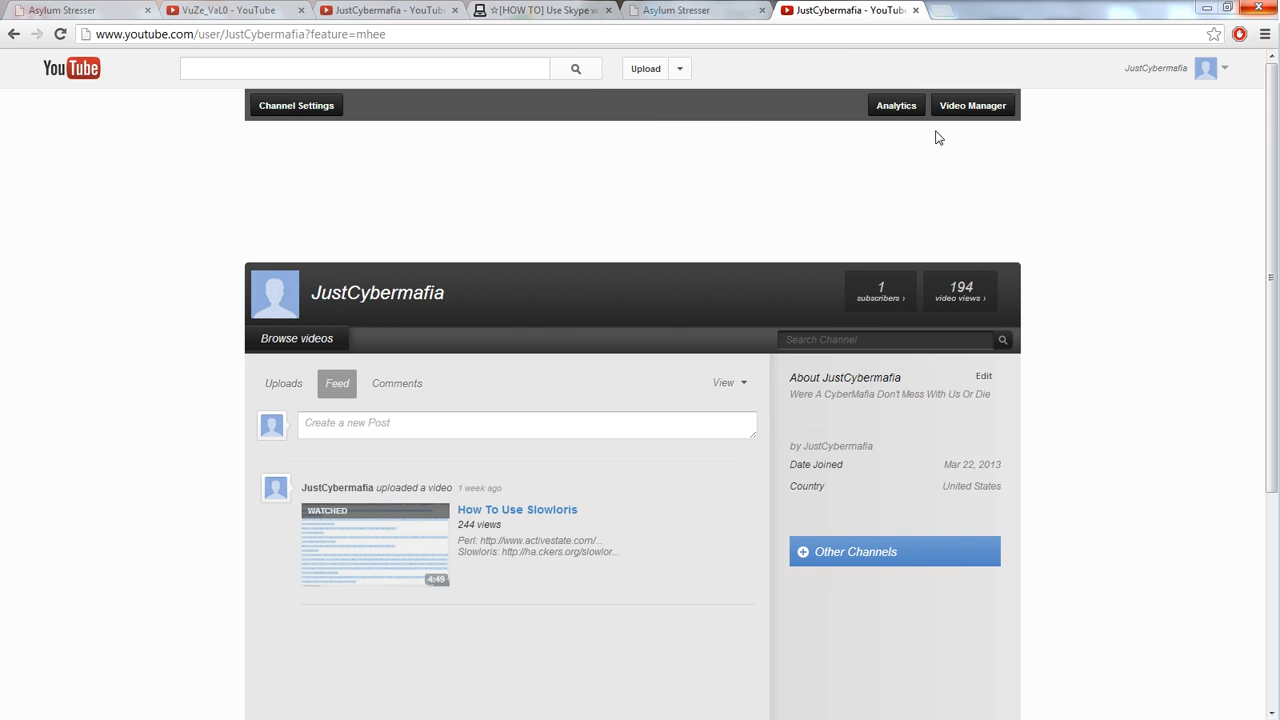 Asylum Stresser
VuZe_VaL0 - YouTube
JustCybermafia - YouTube
☆[HOW TO] Use Skype w
Asylum Stresser
JustCybermafia - YouTube
www.youtube.com/user/JustCybermafia?feature=mhee
YouTube
Upload
JustCybermafia
Channel Settings
Analytics
Video Manager
JustCybermafia
1
subscribers ›
194
video views ›
Browse videos
Search Channel
Uploads
Feed
Comments
View
Create a new Post
JustCybermafia uploaded a video 1 week ago
WATCHED
4:49
How To Use Slowloris
244 views
Perl: http://www.activestate.com/...
Slowloris: http://ha.ckers.org/slowlor...
About JustCybermafia
Edit
Were A CyberMafia Don't Mess With Us Or Die
by JustCybermafia
Date Joined Mar 22, 2013
Country United States
Other Channels